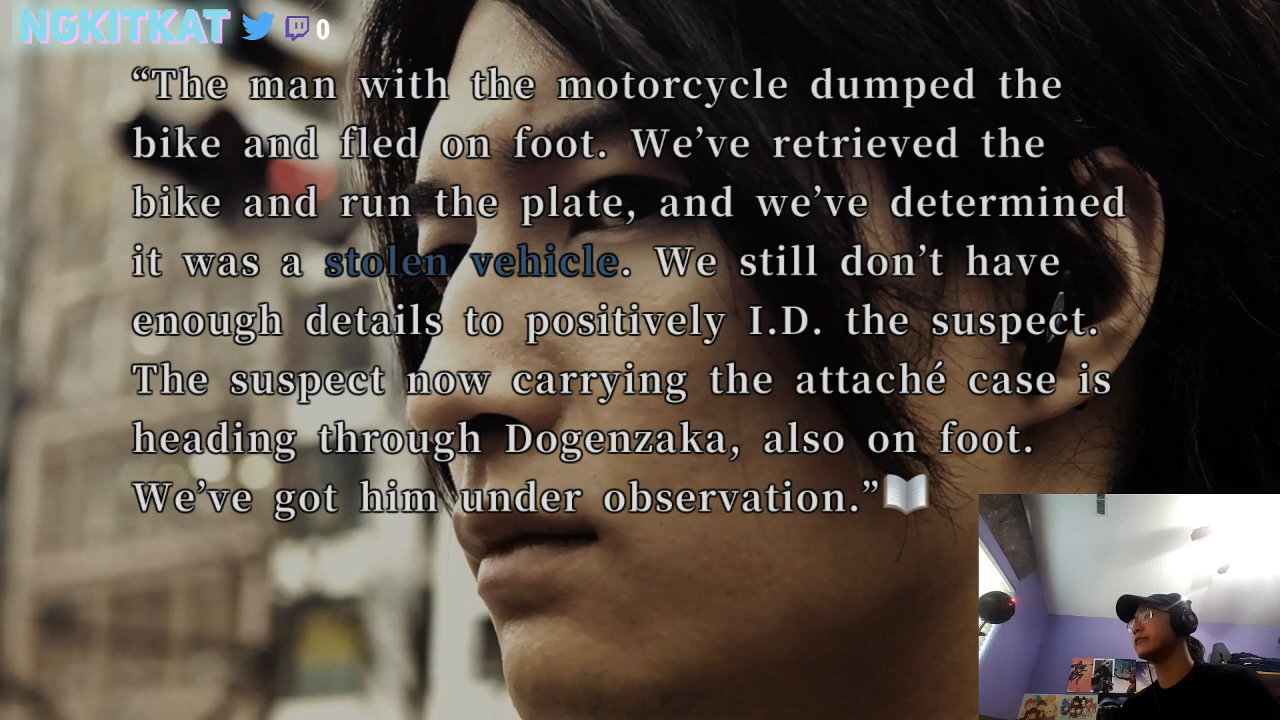 NGKITKAT 0
“The man with the motorcycle dumped the
bike and fled on foot. We’ve retrieved the
bike and run the plate, and we’ve determined
it was a stolen vehicle. We still don’t have
enough details to positively I.D. the suspect.
The suspect now carrying the attaché case is
heading through Dogenzaka, also on foot.
We’ve got him under observation.”